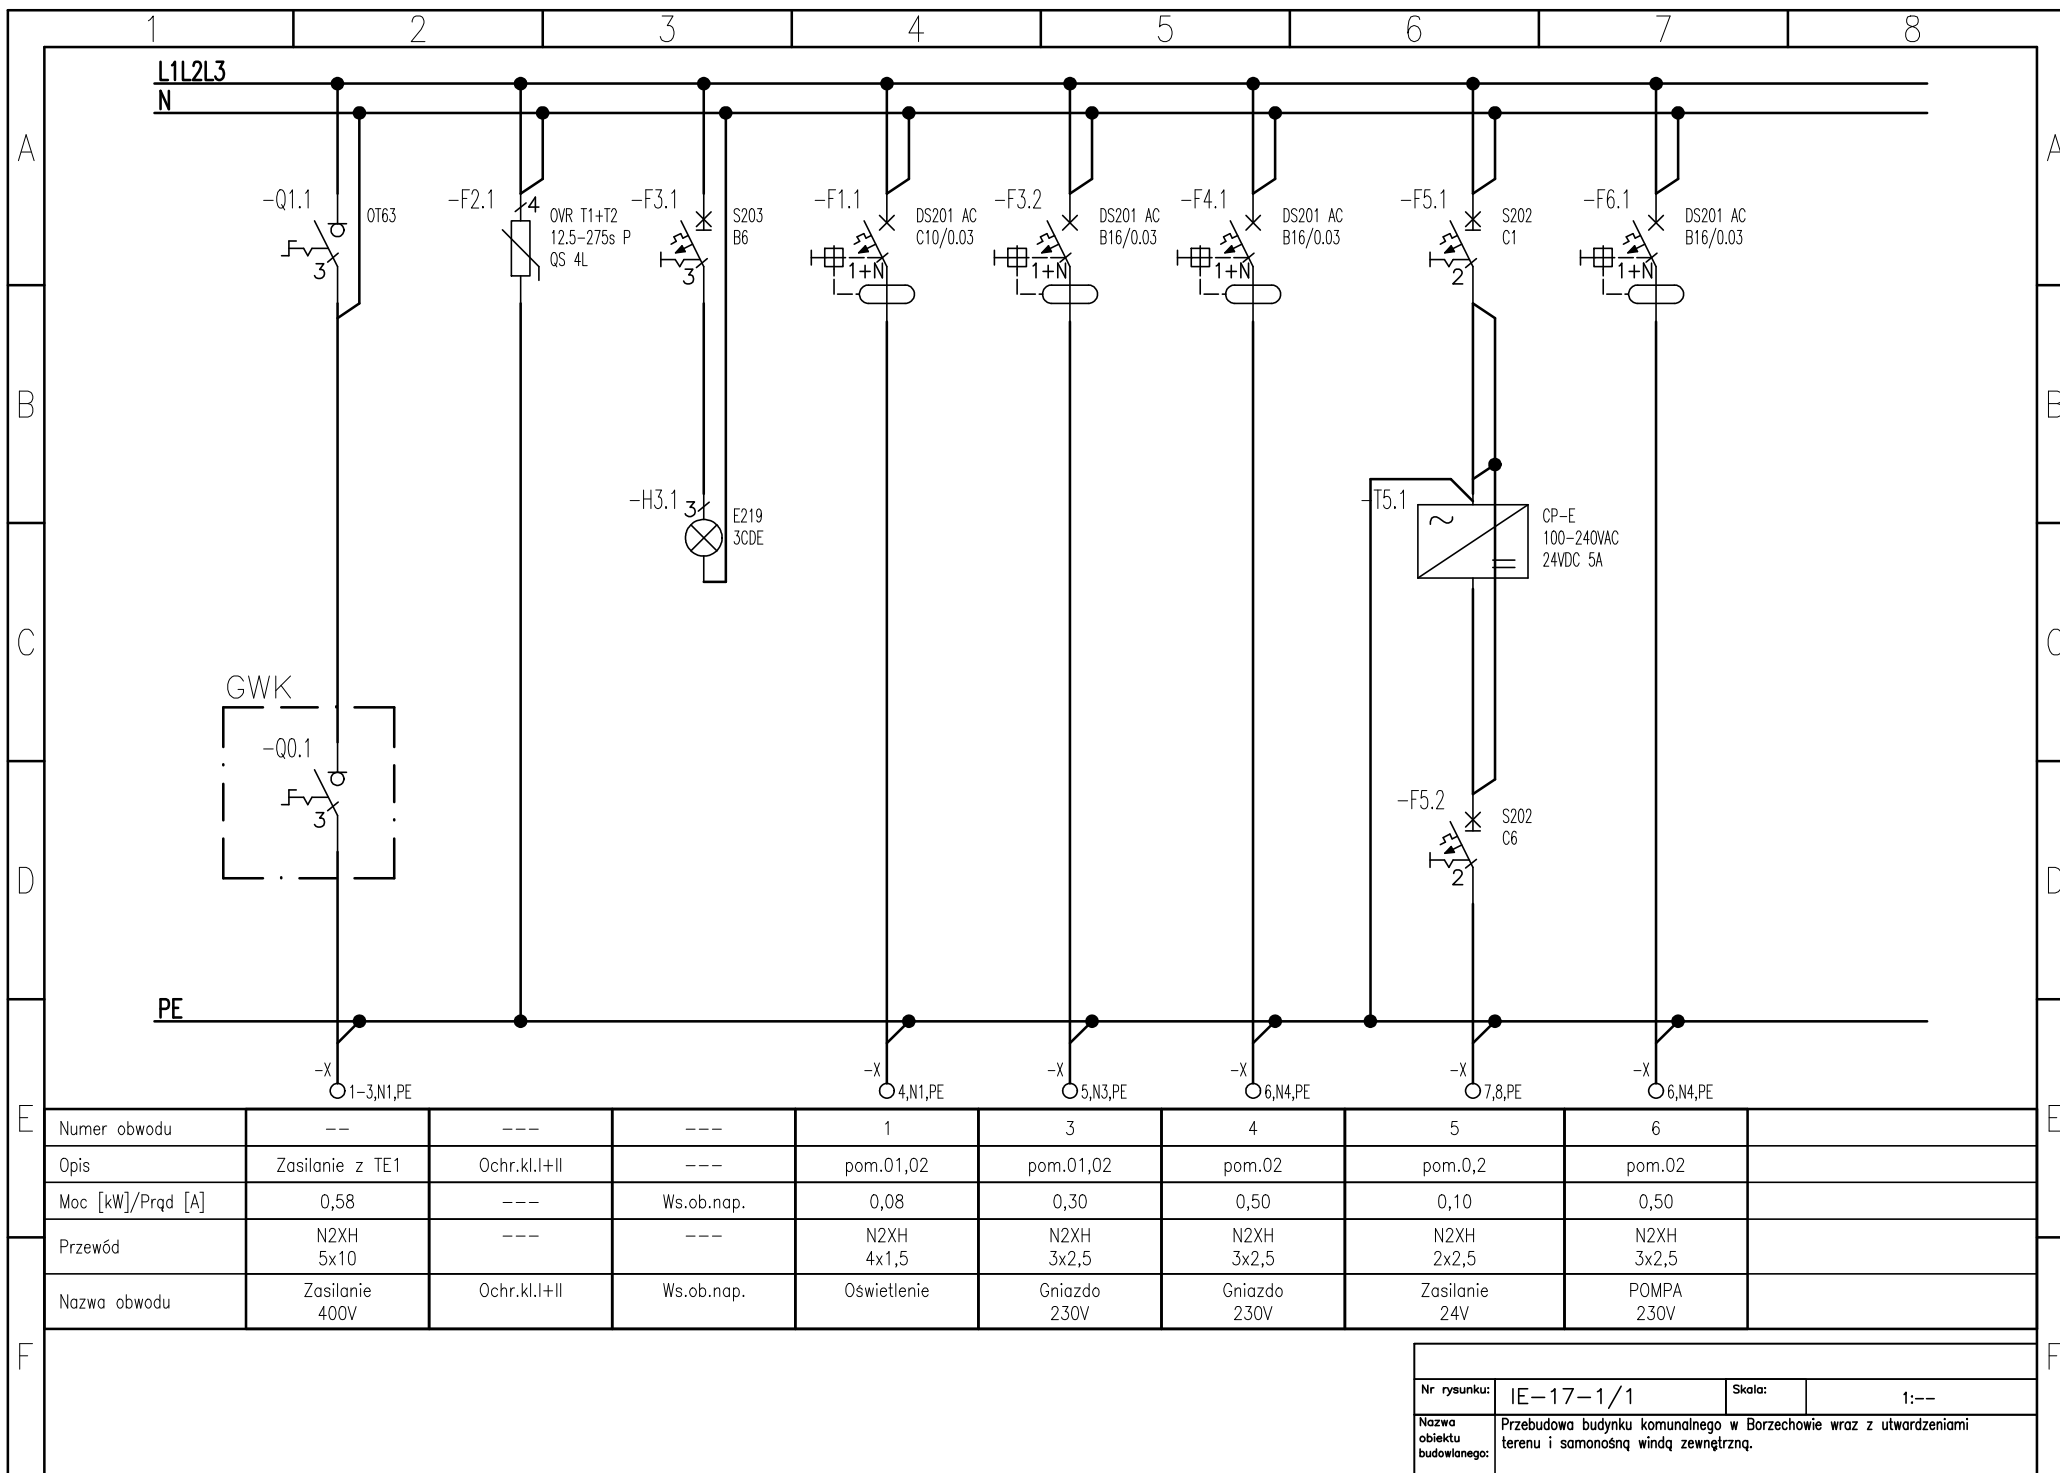 1 2 3 4 5 6 7 8
L1L2L3
N
A A
-Q1.1 OT63
-F2.1 4 OVR T1+T2
12.5-275s P
QS 4L
-F3.1 S203
B6
-F1.1 DS201 AC
C10/0.03
-F3.2 DS201 AC
B16/0.03
-F4.1 DS201 AC
B16/0.03
-F5.1 S202
C1
-F6.1 DS201 AC
B16/0.03
3 3 1+N 1+N 1+N 2 1+N
B B
-H3.1 3 E219
3CDE
-T5.1 CP-E
100-240VAC
24VDC 5A
C C
GWK
-Q0.1
3
-F5.2 S202
C6
2
D D
PE
-X 1-3,N1,PE
-X 4,N1,PE
-X 5,N3,PE
-X 6,N4,PE
-X 7,8,PE
-X 6,N4,PE
E E
Numer obwodu -- --- --- 1 3 4 5 6
Opis Zasilanie z TE1 Ochr.kl.I+II --- pom.01,02 pom.01,02 pom.02 pom.0,2 pom.02
Moc [kW]/Prąd [A] 0,58 --- Ws.ob.nap. 0,08 0,30 0,50 0,10 0,50
Przewód N2XH --- --- N2XH N2XH N2XH N2XH N2XH
5x10 4x1,5 3x2,5 3x2,5 2x2,5 3x2,5
Nazwa obwodu Zasilanie Ochr.kl.I+II Ws.ob.nap. Oświetlenie Gniazdo Gniazdo Zasilanie POMPA
400V 230V 230V 24V 230V
F F
Nr rysunku: IE-17-1/1 Skala: 1:--
Nazwa
obiektu
budowlanego:
Przebudowa budynku komunalnego w Borzechowie wraz z utwardzeniami
terenu i samonośną windą zewnętrzną.